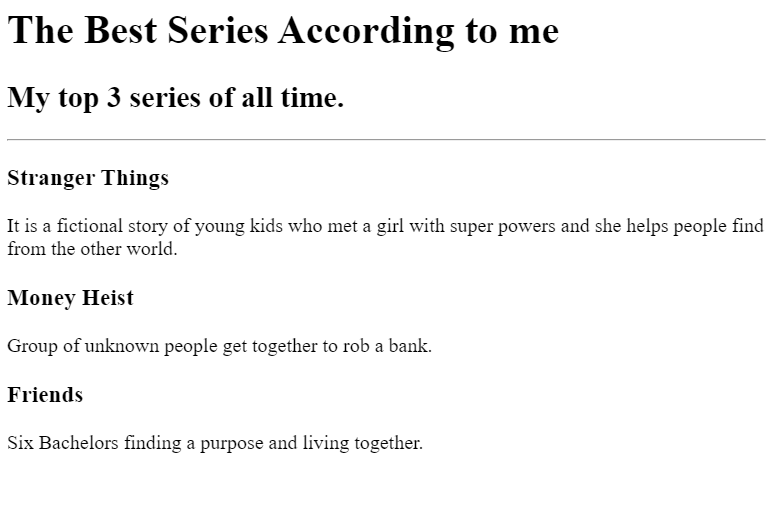 The Best Series According to me
My top 3 series of all time.
Stranger Things
It is a fictional story of young kids who met a girl with super powers and she helps people find
from the other world.
Money Heist
Group of unknown people get together to rob a bank.
Friends
Six Bachelors finding a purpose and living together.